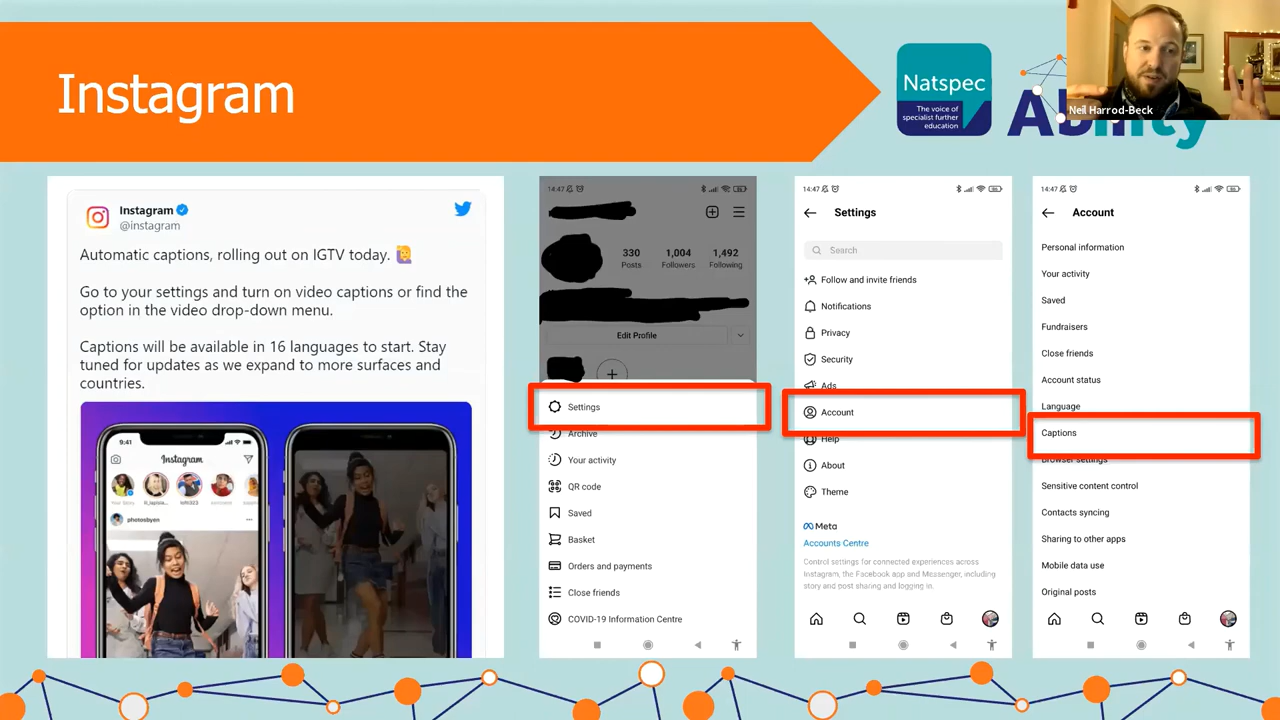 Instagram
Natspec
The voice of
specialist further
education
Ability
Neil Harrod-Beck
Instagram
@instagram
Automatic captions, rolling out on IGTV today. 🙋
Go to your settings and turn on video captions or find the
option in the video drop-down menu.
Captions will be available in 16 languages to start. Stay
tuned for updates as we expand to more surfaces and
countries.
9:41
Instagram
photosbyen
14:47
330
1,004
1,492
Posts
Followers
Following
Edit Profile
Settings
Archive
Your activity
QR code
Saved
Basket
Orders and payments
Close friends
COVID-19 Information Centre
14:47
Settings
Search
Follow and invite friends
Notifications
Privacy
Security
Ads
Account
Help
About
Theme
Meta
Accounts Centre
Control settings for connected experiences across
Instagram, the Facebook app and Messenger, including
story and post sharing and logging in.
14:47
Account
Personal information
Your activity
Saved
Fundraisers
Close friends
Account status
Language
Captions
Browser settings
Sensitive content control
Contacts syncing
Sharing to other apps
Mobile data use
Original posts